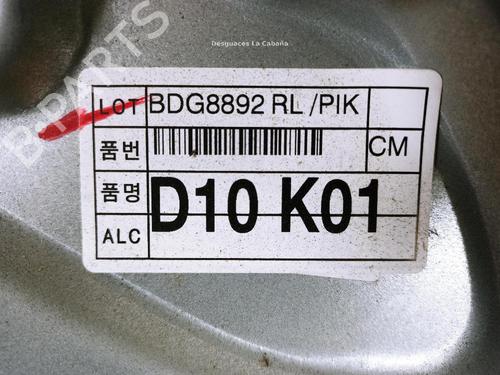 Desguaces La Cabaña
B-PARTS
LOT BDG8892 RL /PIK
품번 CM
품명 D10 K01
ALC